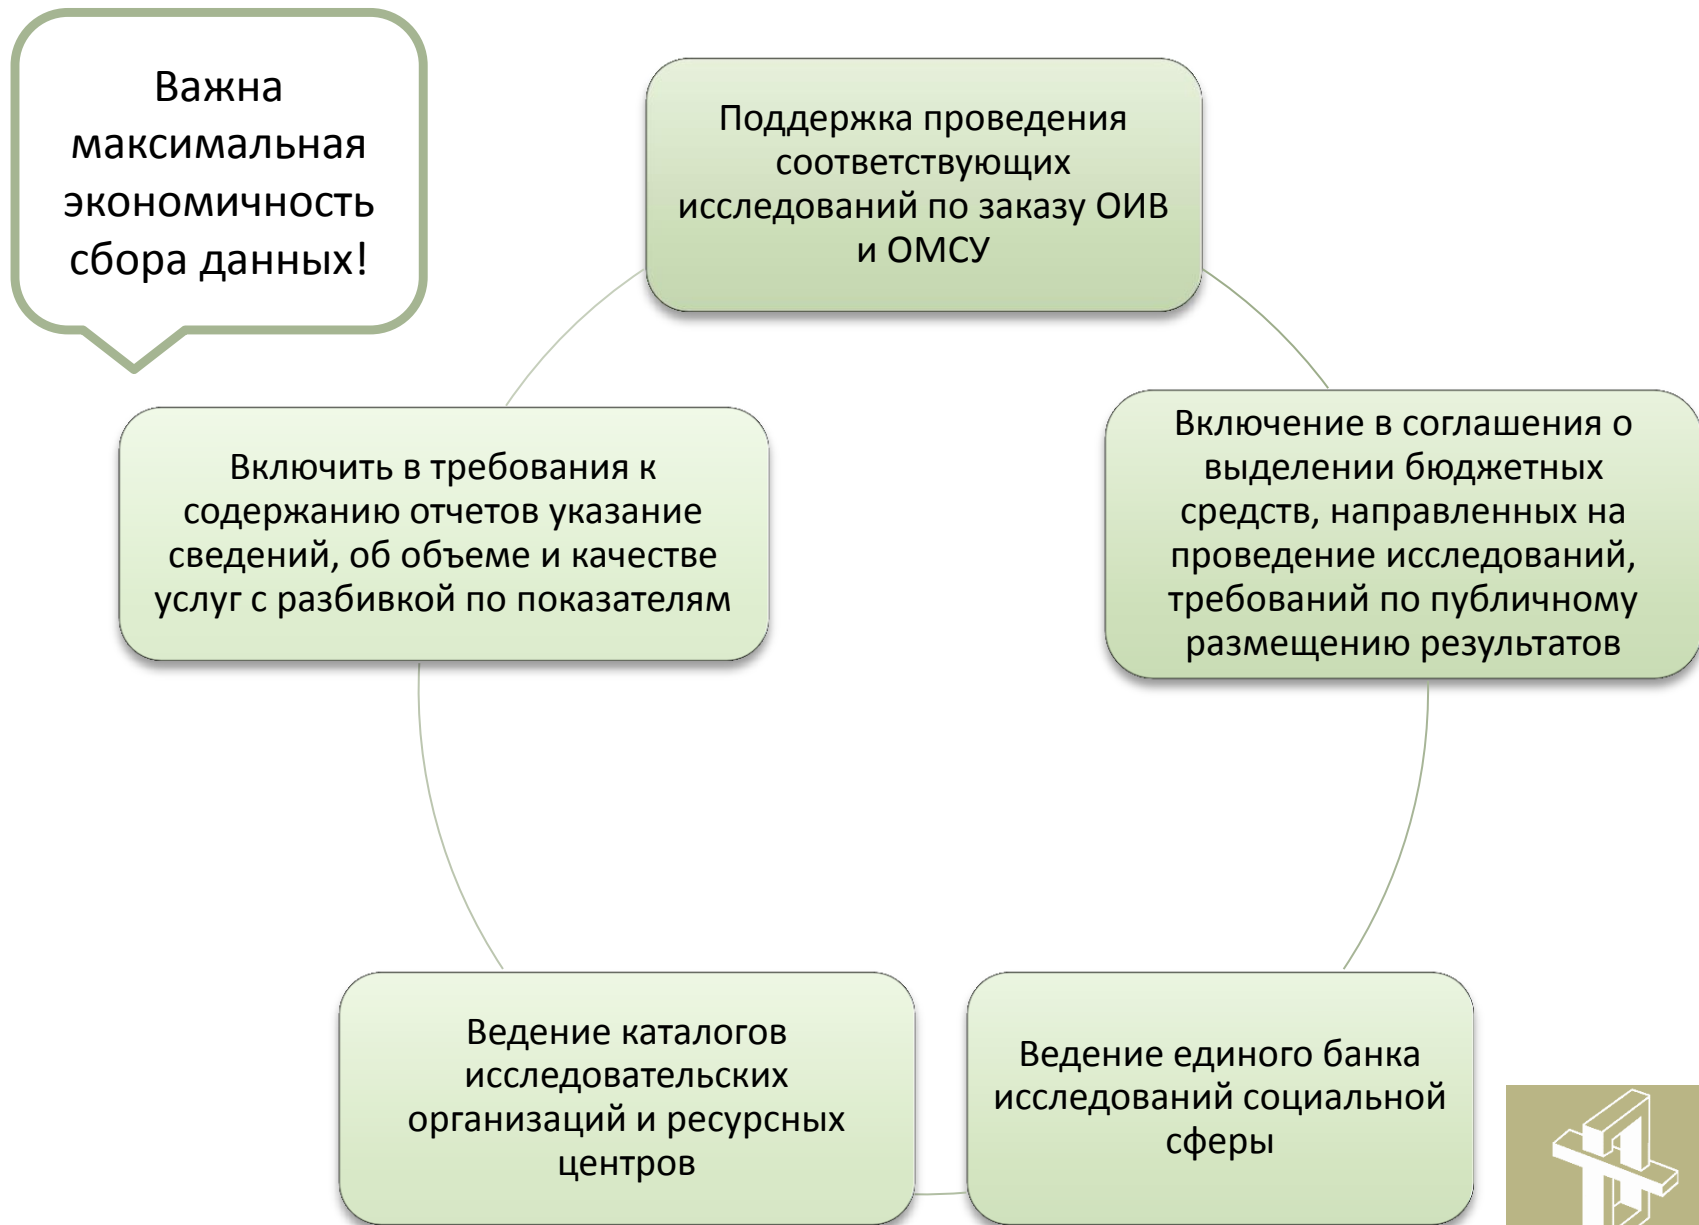 Важна
максимальная
экономичность
сбора данных!
Поддержка проведения
соответствующих
исследований по заказу ОИВ
и ОМСУ
Включение в соглашения о
выделении бюджетных
средств, направленных на
проведение исследований,
требований по публичному
размещению результатов
Ведение единого банка
исследований социальной
сферы
Ведение каталогов
исследовательских
организаций и ресурсных
центров
Включить в требования к
содержанию отчетов указание
сведений, об объеме и качестве
услуг с разбивкой по показателям